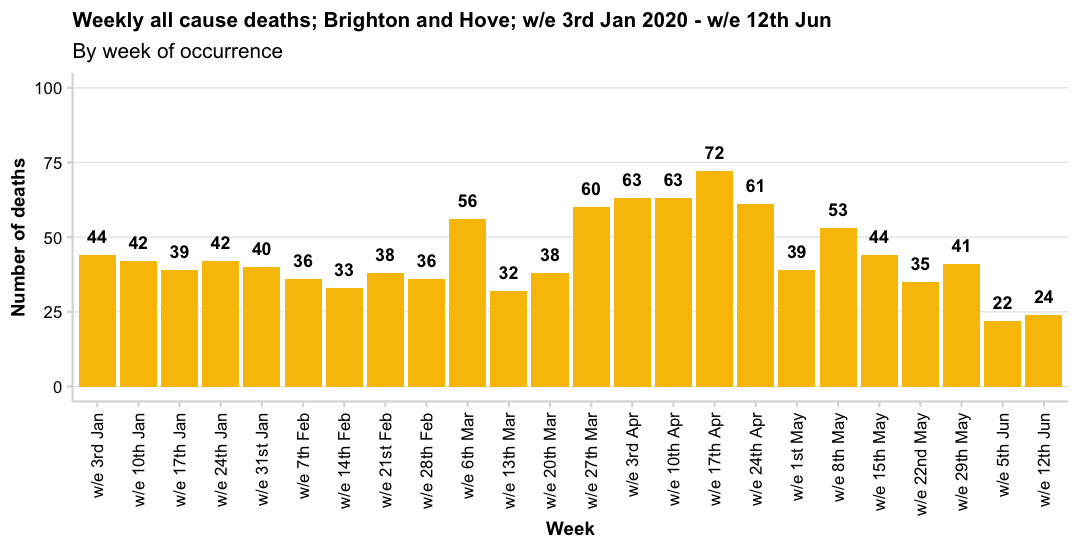 Weekly all cause deaths; Brighton and Hove; w/e 3rd Jan 2020 - w/e 12th Jun
By week of occurrence
Number of deaths
100
75
50
25
0
44
42
39
42
40
36
33
38
36
56
32
38
60
63
63
72
61
39
53
44
35
41
22
24
w/e 3rd Jan
w/e 10th Jan
w/e 17th Jan
w/e 24th Jan
w/e 31st Jan
w/e 7th Feb
w/e 14th Feb
w/e 21st Feb
w/e 28th Feb
w/e 6th Mar
w/e 13th Mar
w/e 20th Mar
w/e 27th Mar
w/e 3rd Apr
w/e 10th Apr
w/e 17th Apr
w/e 24th Apr
w/e 1st May
w/e 8th May
w/e 15th May
w/e 22nd May
w/e 29th May
w/e 5th Jun
w/e 12th Jun
Week